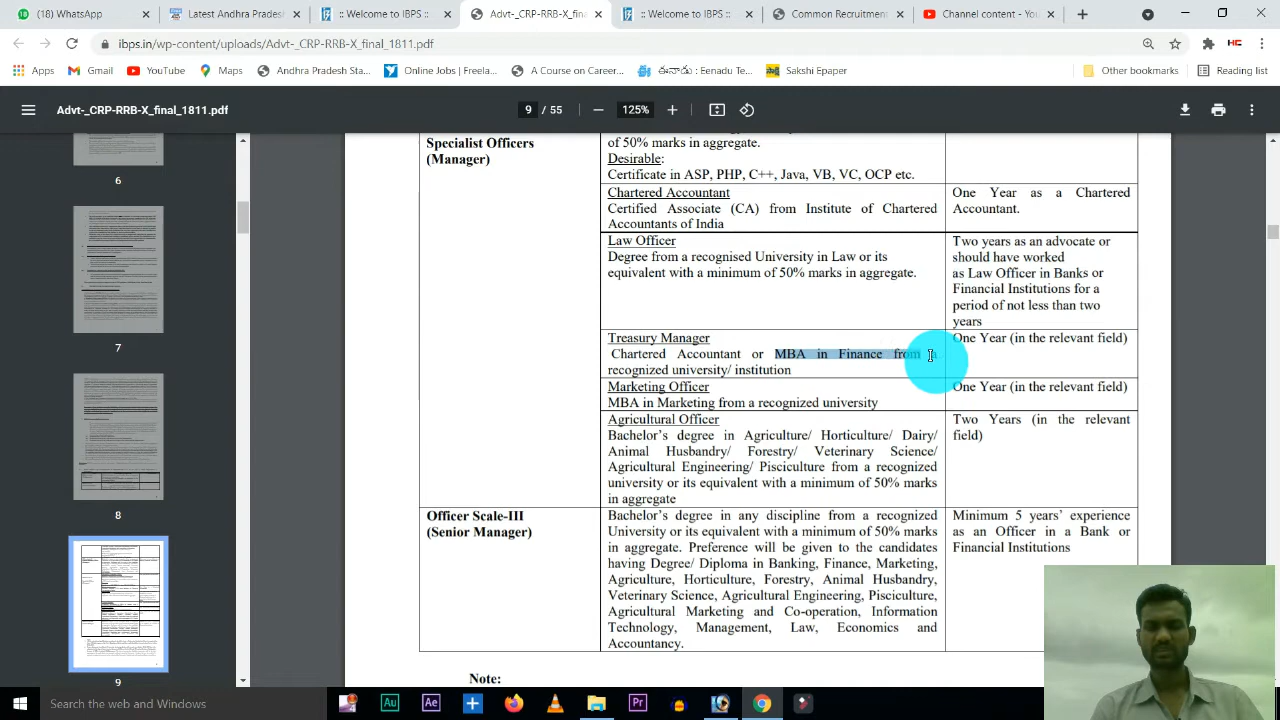 (18)
Latest Andhra Pradesh
:: Welcome to IBPS ::
Advt-_CRP-RRB-X_fin
:: Welcome to IBPS ::
Common Recruitmen
Channel content - You
ibps.in/wp-content/uploads/Advt-_CRP-RRB-X_final_1811.pdf
Apps
Gmail
YouTube
Maps
Andhra Pradesh Sta...
Online Jobs | Freela...
A Course on Career...
Eenadu Te...
Sakshi Epaper
Other bookmarks
Reading list
Advt-_CRP-RRB-X_final_1811.pdf
9 / 55
125%
6
7
8
9
Specialist Officers
(Manager)
of 50% marks in aggregate.
Desirable:
Certificate in ASP, PHP, C++, Java, VB, VC, OCP etc.
Chartered Accountant
Certified Associate (CA) from Institute of Chartered
Accountants of India
One Year as a Chartered
Accountant.
Law Officer
Degree from a recognised University in Law or its
equivalent with a minimum of 50% marks in aggregate.
Two years as an advocate or
should have worked
as Law Officer in Banks or
Financial Institutions for a
period of not less than two
years
Treasury Manager
Chartered Accountant or MBA in Finance from a
recognized university/ institution
One Year (in the relevant field)
Marketing Officer
MBA in Marketing from a recognized university
One Year (in the relevant field)
Agricultural Officer
Bachelor's degree in Agriculture/ Horticulture/ Dairy/
Animal Husbandry/ Forestry/ Veterinary Science/
Agricultural Engineering/ Pisciculture from a recognized
university or its equivalent with a minimum of 50% marks
in aggregate
Two Years (in the relevant
field)
Officer Scale-III
(Senior Manager)
Bachelor's degree in any discipline from a recognized
University or its equivalent with a minimum of 50% marks
in aggregate. Preference will be given to the candidates
having Degree/ Diploma in Banking, Finance, Marketing,
Agriculture, Horticulture, Forestry, Animal Husbandry,
Veterinary Science, Agricultural Engineering, Pisciculture,
Agricultural Marketing and Co-operation, Information
Technology, Management, Law, Economics and
Accountancy.
Minimum 5 years' experience
as an Officer in a Bank or
Financial Institutions
Note:
Search the web and Windows